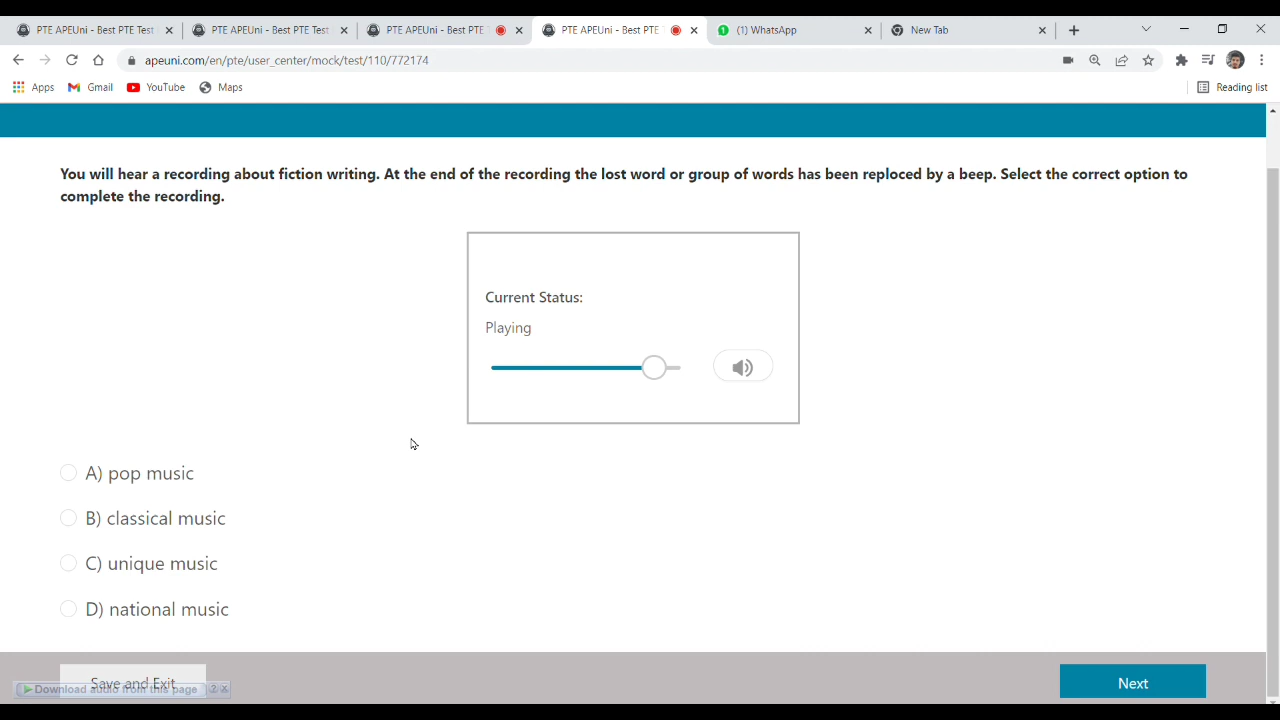 PTE APEUni - Best PTE Test
PTE APEUni - Best PTE Test
PTE APEUni - Best PTE
PTE APEUni - Best PTE
(1) WhatsApp
New Tab
apeuni.com/en/pte/user_center/mock/test/110/772174
Apps
Gmail
YouTube
Maps
Reading list
You will hear a recording about fiction writing. At the end of the recording the lost word or group of words has been reploced by a beep. Select the correct option to
complete the recording.
Current Status:
Playing
A) pop music
B) classical music
C) unique music
D) national music
Save and Exit
Download audio from this page
?
Next